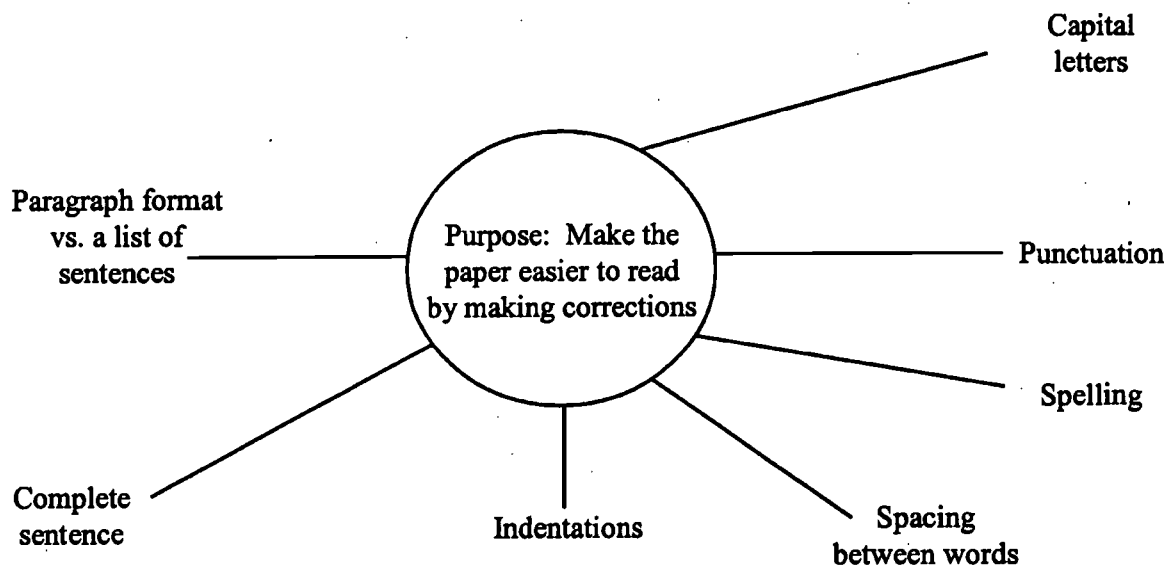 Capital
letters
Paragraph format
vs. a list of
sentences
Purpose: Make the
paper easier to read
by making corrections
Punctuation
Spelling
Complete
sentence
Indentations
Spacing
between words